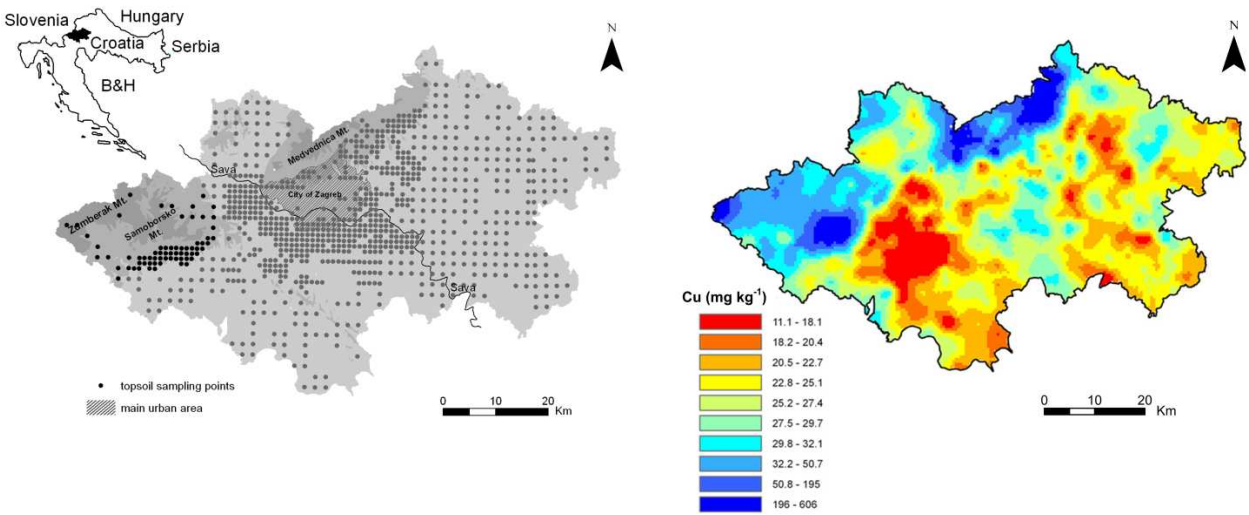 Slovenia
Hungary
Croatia
Serbia
B&H
N
Medvednica Mt.
Sava
City of Zagreb
Žumberak Mt.
Samoborsko
Mt.
Sava
topsoil sampling points
main urban area
0 10 20
Km
N
Cu (mg kg-1)
11.1 - 18.1
18.2 - 20.4
20.5 - 22.7
22.8 - 25.1
25.2 - 27.4
27.5 - 29.7
29.8 - 32.1
32.2 - 50.7
50.8 - 195
196 - 606
0 10 20
Km